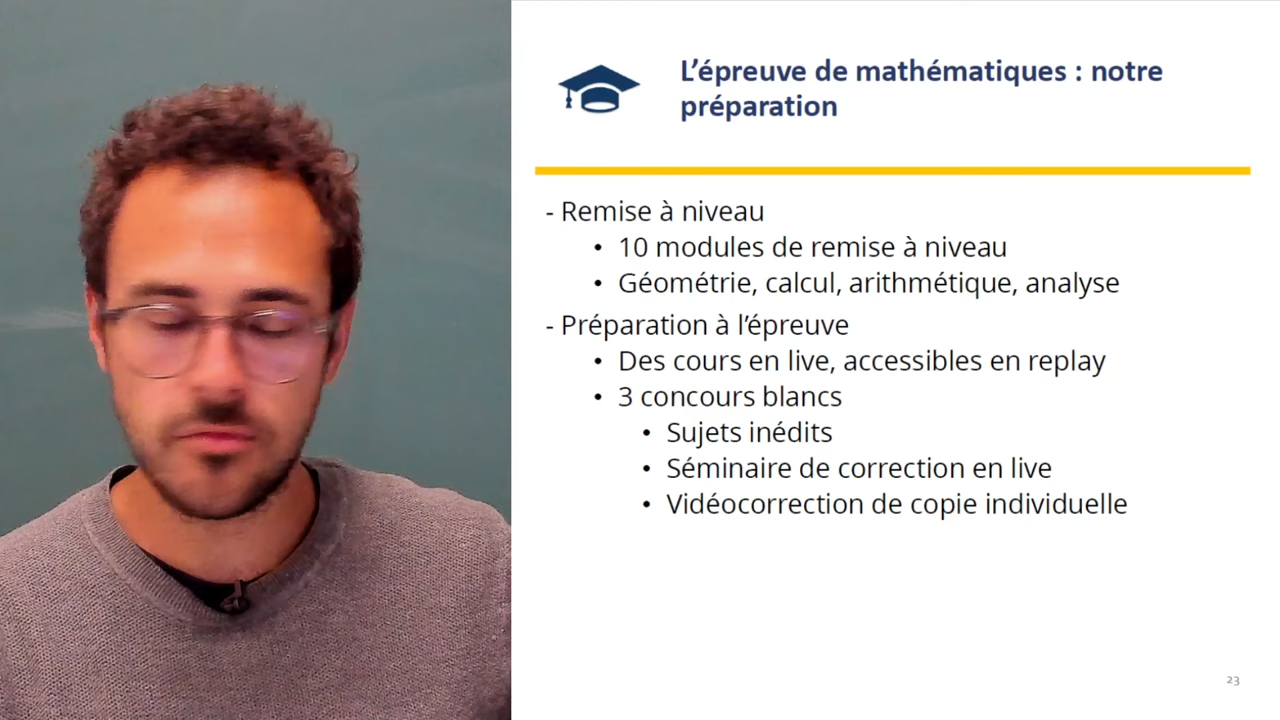 L’épreuve de mathématiques : notre
préparation
- Remise à niveau
• 10 modules de remise à niveau
• Géométrie, calcul, arithmétique, analyse
- Préparation à l’épreuve
• Des cours en live, accessibles en replay
• 3 concours blancs
• Sujets inédits
• Séminaire de correction en live
• Vidéocorrection de copie individuelle
23